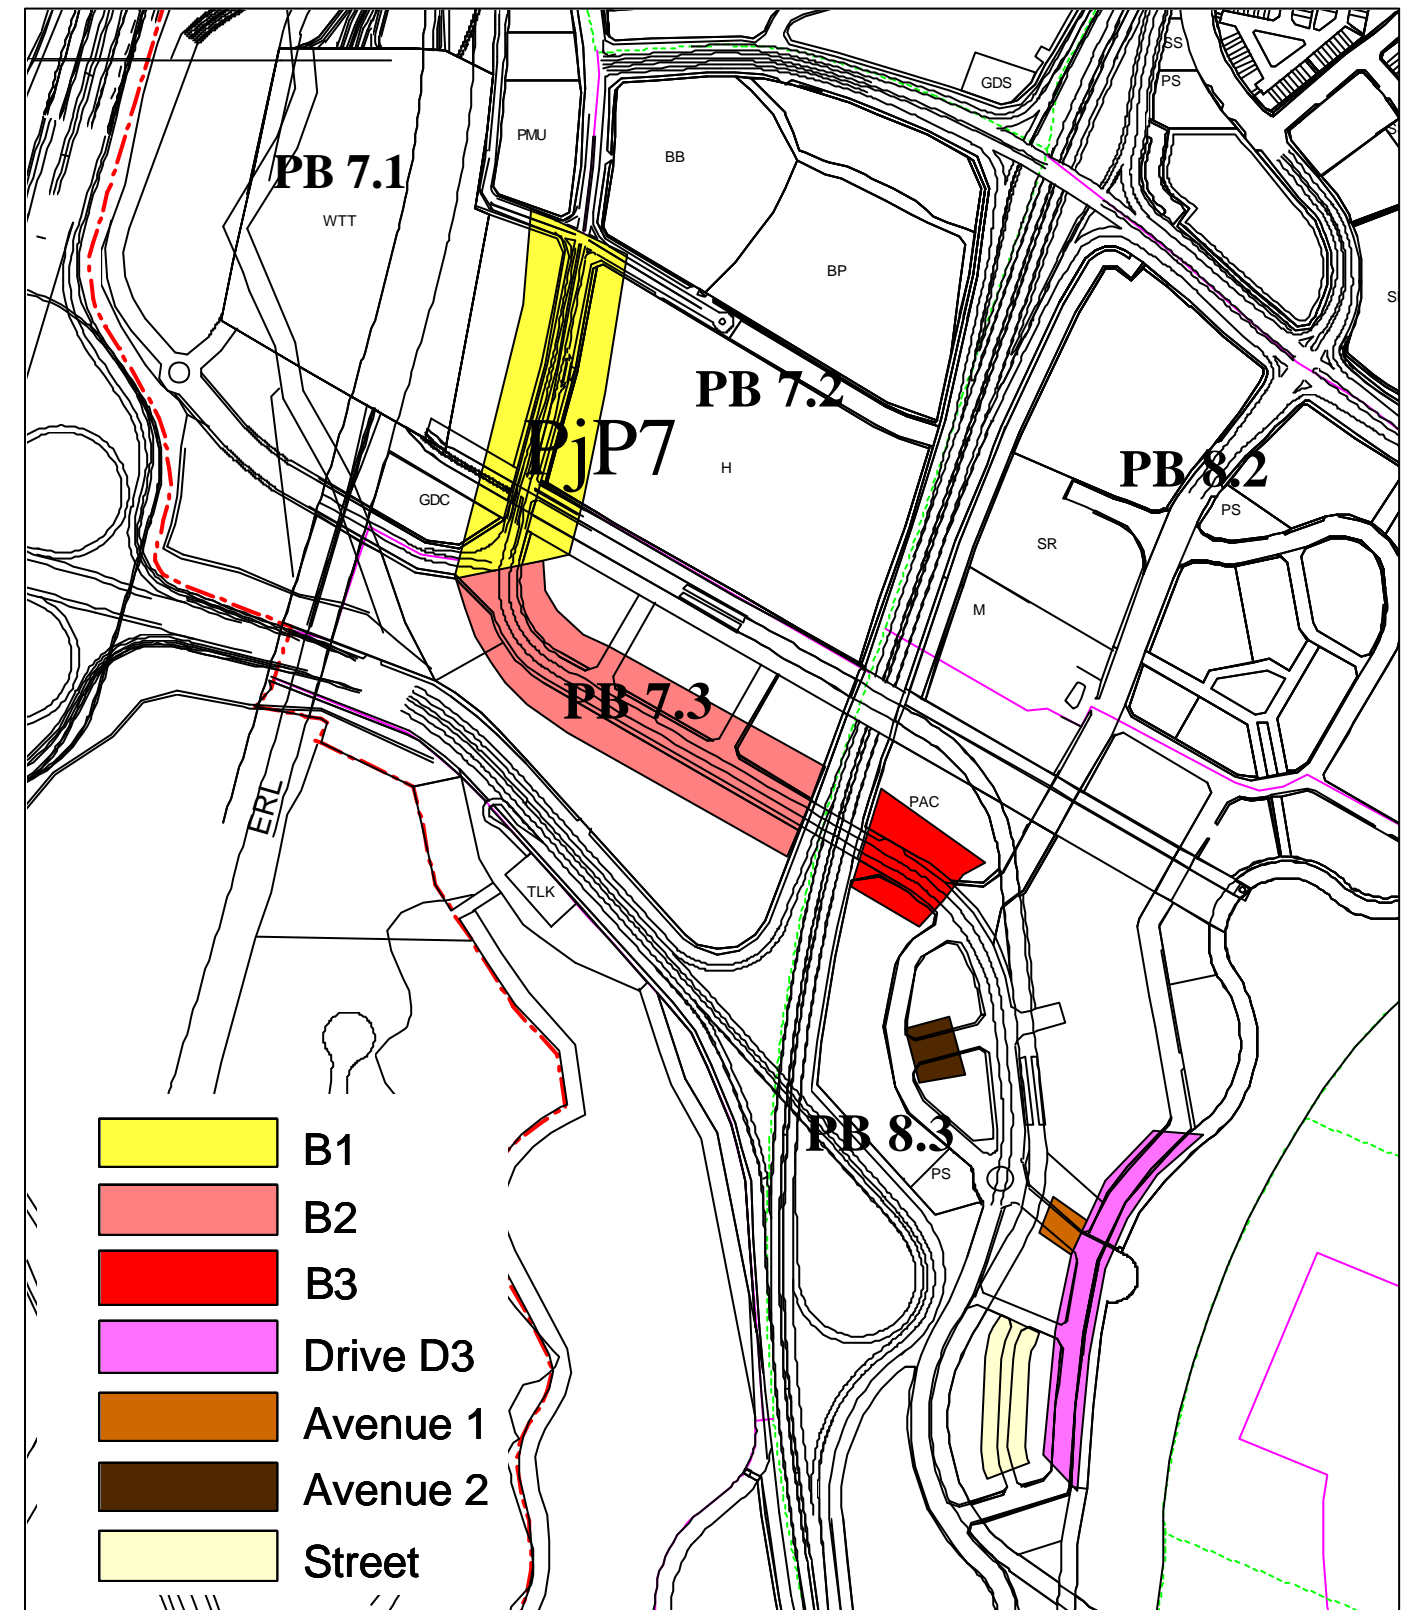 SS
GDS
PS
PMU
BB
PB 7.1
WTT
BP
PB 7.2
PjP7
H
PB 8.2
GDC
PS
SR
M
PB 7.3
ERL
PAC
TLK
PB 8.3
PS
B1
B2
B3
Drive D3
Avenue 1
Avenue 2
Street